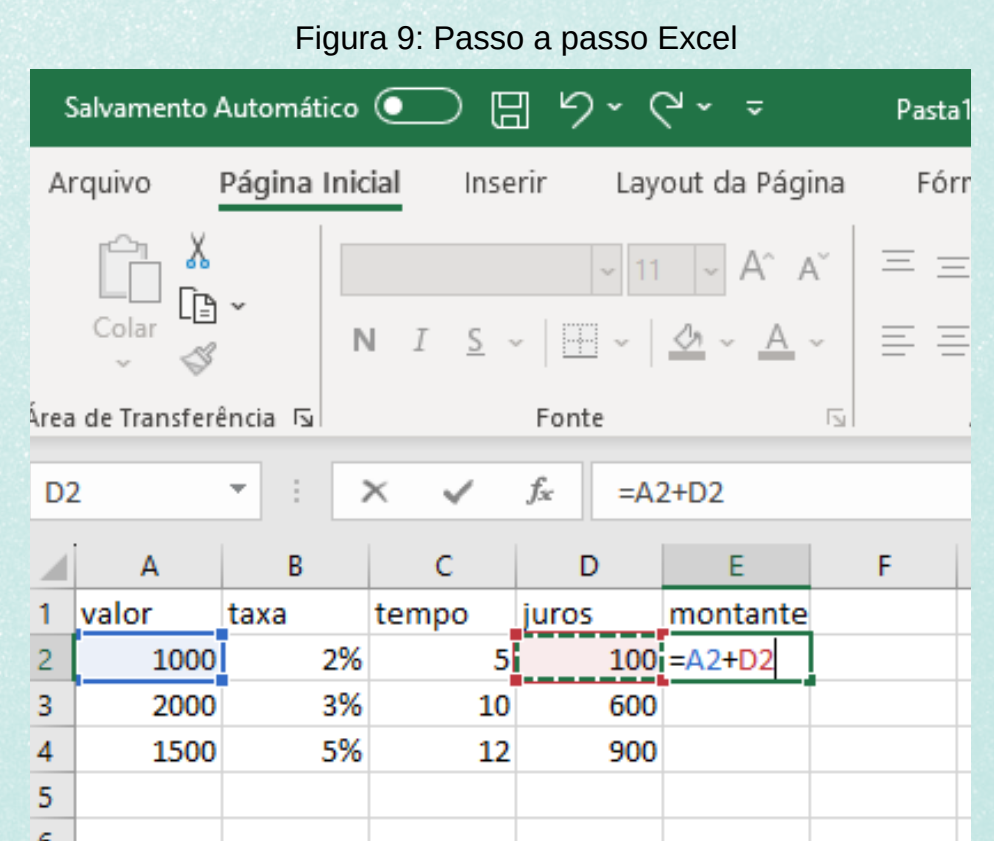 Figura 9: Passo a passo Excel
Salvamento Automático Pasta1
Arquivo Página Inicial Inserir Layout da Página Fórr
11 A A
Colar N I S A
Área de Transferência Fonte
D2 fx =A2+D2
A B C D E F
1 valor taxa tempo juros montante
2 1000 2% 5 100 =A2+D2
3 2000 3% 10 600
4 1500 5% 12 900
5